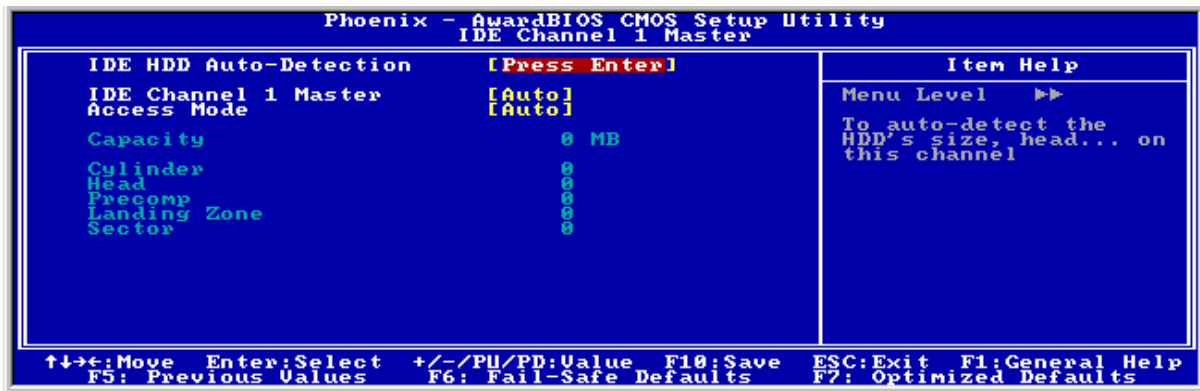 Phoenix - AwardBIOS CMOS Setup Utility
IDE Channel 1 Master
IDE HDD Auto-Detection [Press Enter]
IDE Channel 1 Master [Auto]
Access Mode [Auto]
Capacity 0 MB
Cylinder 0
Head 0
Precomp 0
Landing Zone 0
Sector 0
Item Help
Menu Level ►►
To auto-detect the
HDD's size, head... on
this channel
↑↓→←:Move Enter:Select +/-/PU/PD:Value F10:Save ESC:Exit F1:General Help
F5: Previous Values F6: Fail-Safe Defaults F7: Optimized Defaults